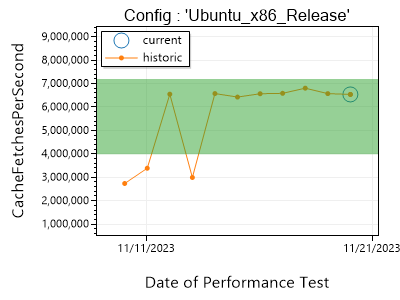 Config : 'Ubuntu_x86_Release'
CacheFetchesPerSecond
9,000,000
8,000,000
7,000,000
6,000,000
5,000,000
4,000,000
3,000,000
2,000,000
1,000,000
current
historic
11/11/2023
11/21/2023
Date of Performance Test